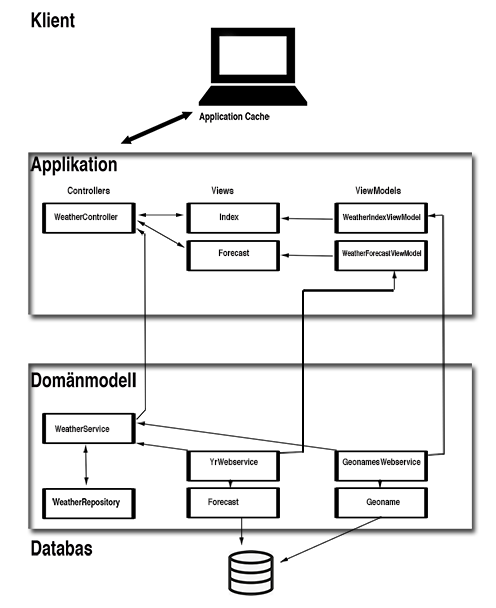 Klient
Application Cache
Applikation
Controllers Views ViewModels
WeatherController Index WeatherIndexViewModel
Forecast WeatherForecastViewModel
Domänmodell
WeatherService
YrWebservice GeonamesWebservice
WeatherRepository Forecast Geoname
Databas